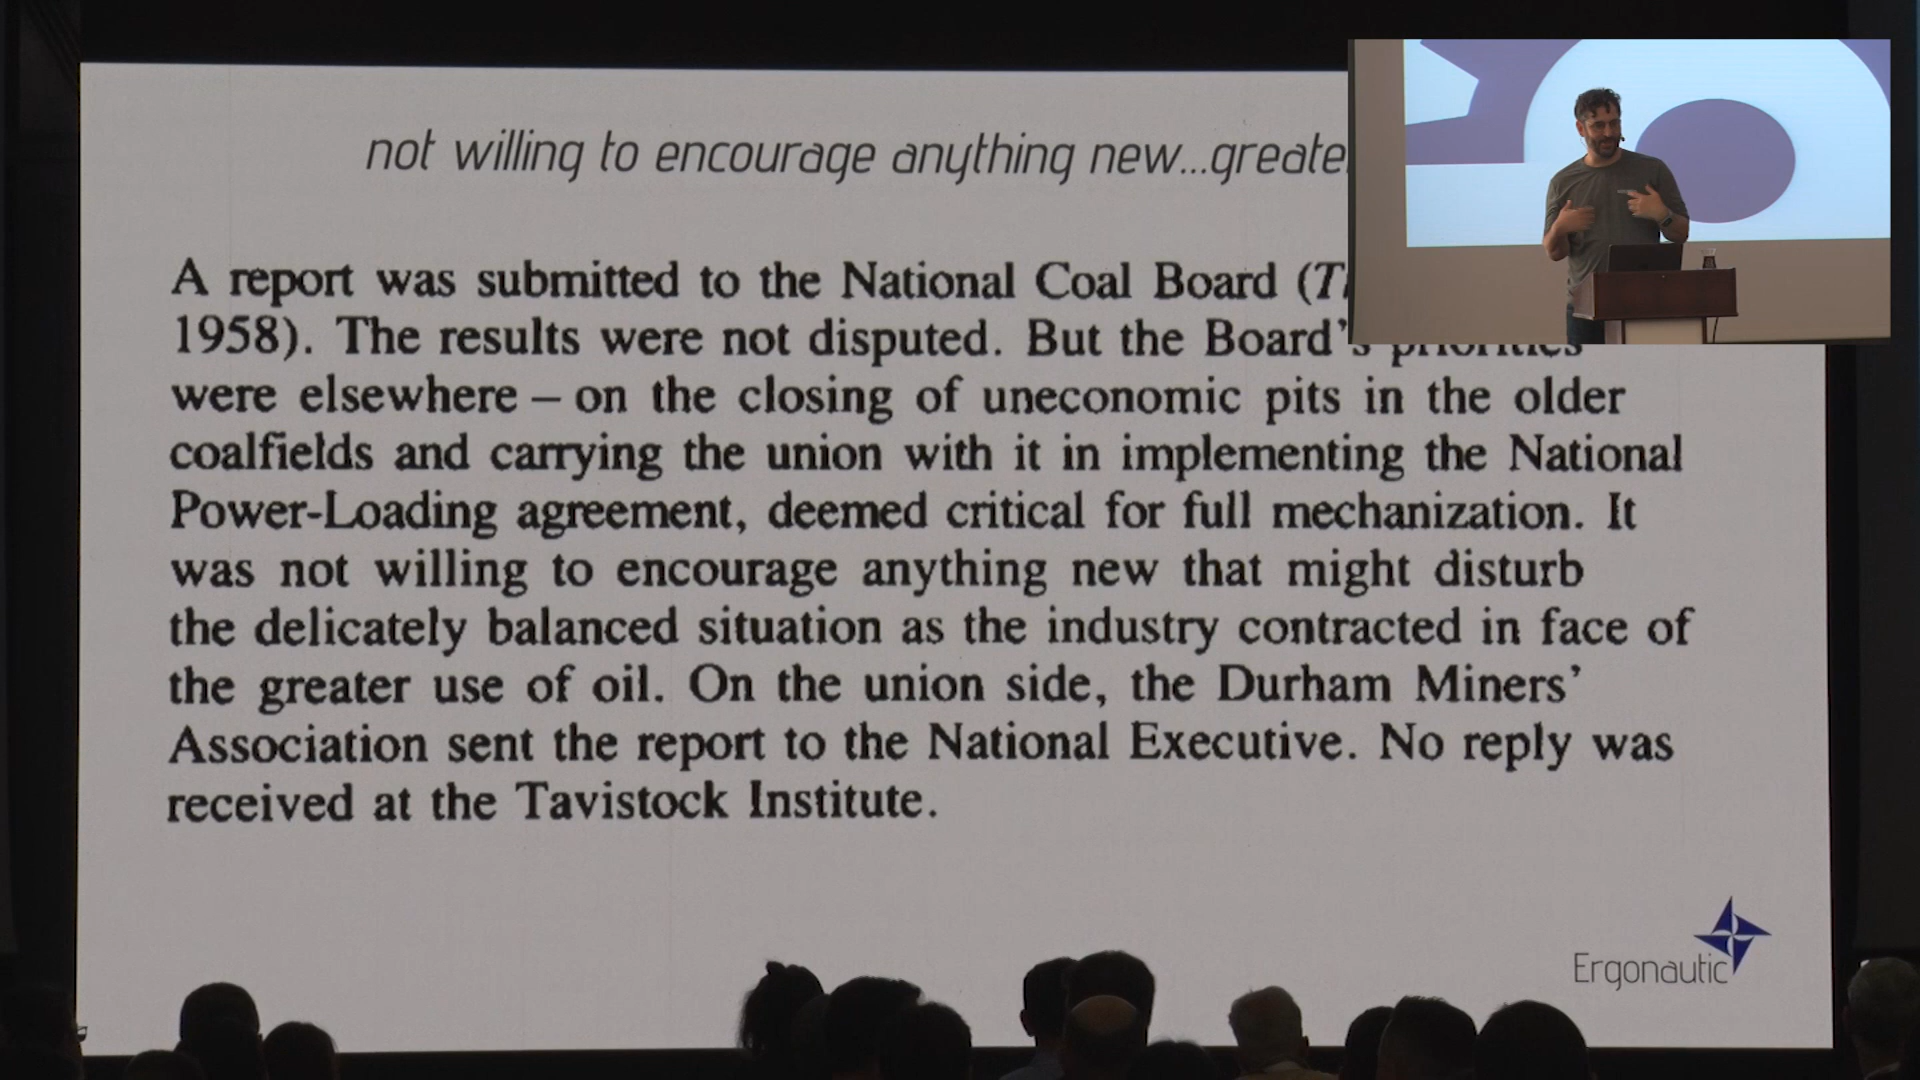 not willing to encourage anything new...greate
A report was submitted to the National Coal Board (
1958). The results were not disputed. But the Board's priorities
were elsewhere – on the closing of uneconomic pits in the older
coalfields and carrying the union with it in implementing the National
Power-Loading agreement, deemed critical for full mechanization. It
was not willing to encourage anything new that might disturb
the delicately balanced situation as the industry contracted in face of
the greater use of oil. On the union side, the Durham Miners'
Association sent the report to the National Executive. No reply was
received at the Tavistock Institute.
Ergonautic